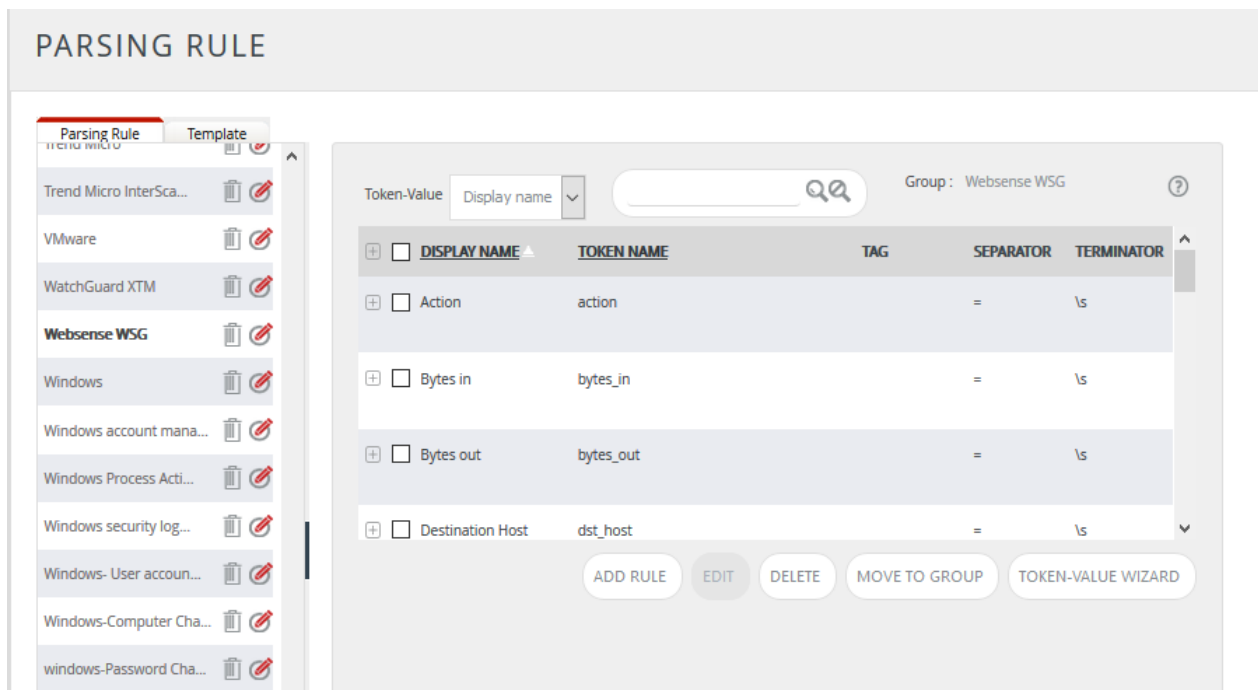 PARSING RULE
Parsing Rule Template
Trend Micro
Trend Micro InterSca...
VMware
WatchGuard XTM
Websense WSG
Windows
Windows account mana...
Windows Process Acti...
Windows security log...
Windows- User accoun...
Windows-Computer Cha...
windows-Password Cha...
Token-Value Display name Group : Websense WSG ?
DISPLAY NAME TOKEN NAME TAG SEPARATOR TERMINATOR
Action action = \s
Bytes in bytes_in = \s
Bytes out bytes_out = \s
Destination Host dst_host = \s
ADD RULE EDIT DELETE MOVE TO GROUP TOKEN-VALUE WIZARD